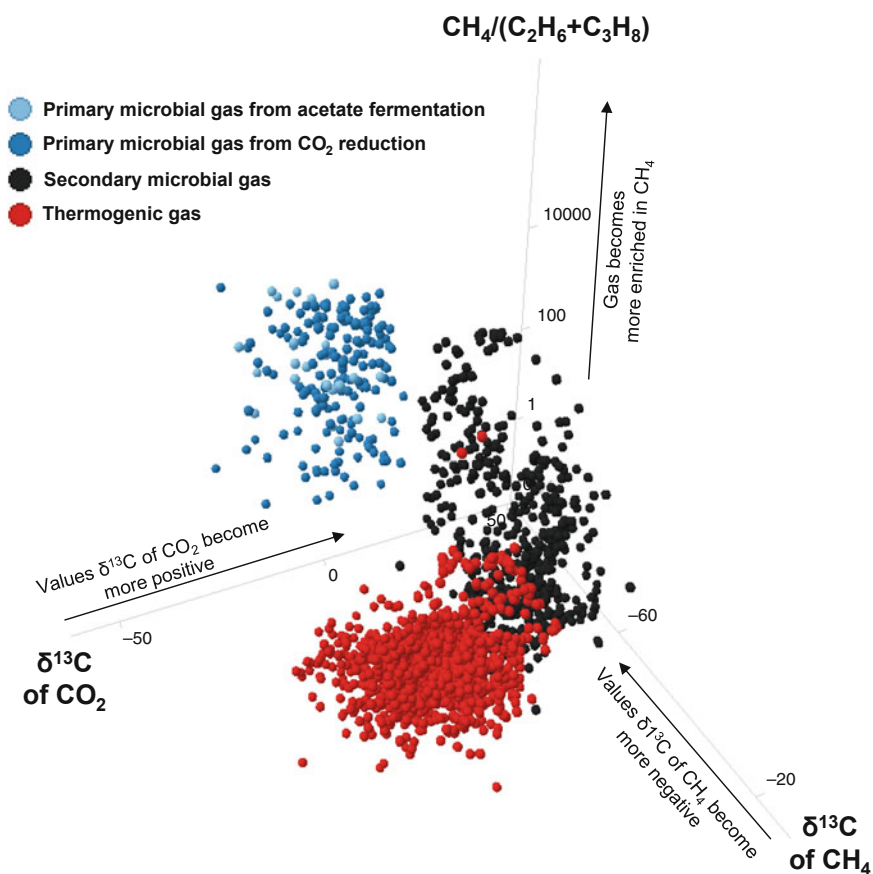 CH₄/(C₂H₆+C₃H₈)
Primary microbial gas from acetate fermentation
Primary microbial gas from CO₂ reduction
Secondary microbial gas
Thermogenic gas
Gas becomes
more enriched in CH₄
10000
100
1
0
50
Values δ¹³C of CO₂ become
more positive
0
–50
δ¹³C
of CO₂
–60
Values δ1³C of CH₄ become
more negative
–20
δ¹³C
of CH₄